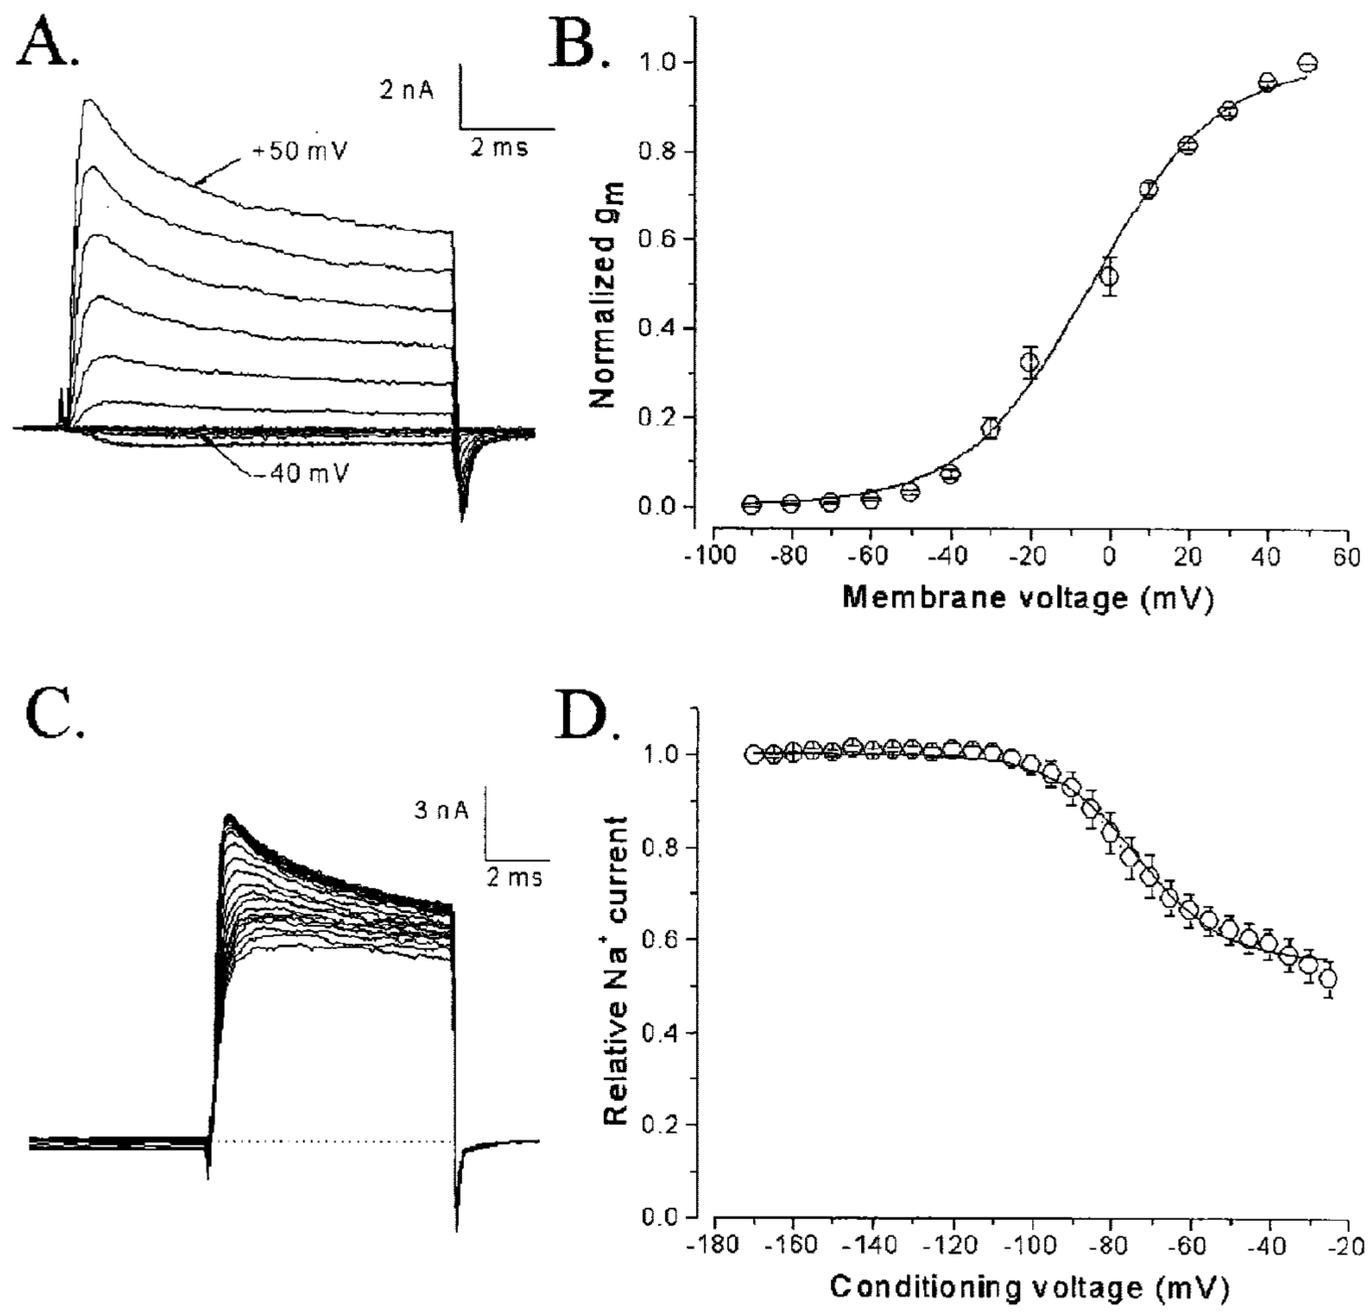 A.
2 nA
2 ms
+50 mV
-40 mV
B.
Normalized gm
1.0
0.8
0.6
0.4
0.2
0.0
-100 -80 -60 -40 -20 0 20 40 60
Membrane voltage (mV)
C.
3 nA
2 ms
D.
Relative Na+ current
1.0
0.8
0.6
0.4
0.2
0.0
-180 -160 -140 -120 -100 -80 -60 -40 -20
Conditioning voltage (mV)